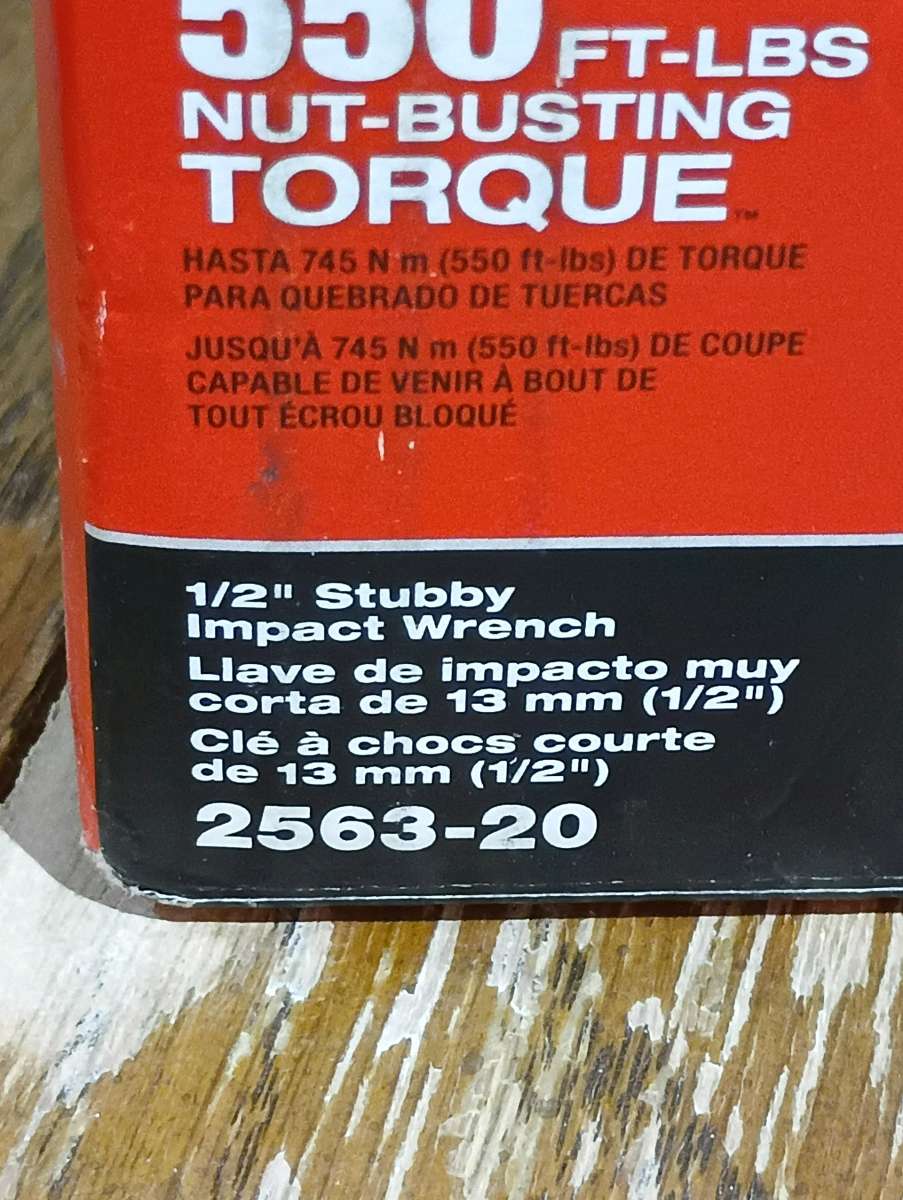 550 FT-LBS
NUT-BUSTING
TORQUE™
HASTA 745 N m (550 ft-lbs) DE TORQUE
PARA QUEBRADO DE TUERCAS
JUSQU'À 745 N m (550 ft-lbs) DE COUPE
CAPABLE DE VENIR À BOUT DE
TOUT ÉCROU BLOQUÉ
1/2" Stubby
Impact Wrench
Llave de impacto muy
corta de 13 mm (1/2")
Clé à chocs courte
de 13 mm (1/2")
2563-20